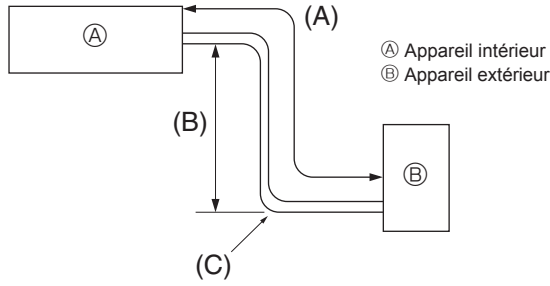 (A)
Ⓐ
Ⓐ Appareil intérieur
Ⓑ Appareil extérieur
(B)
Ⓑ
(C)